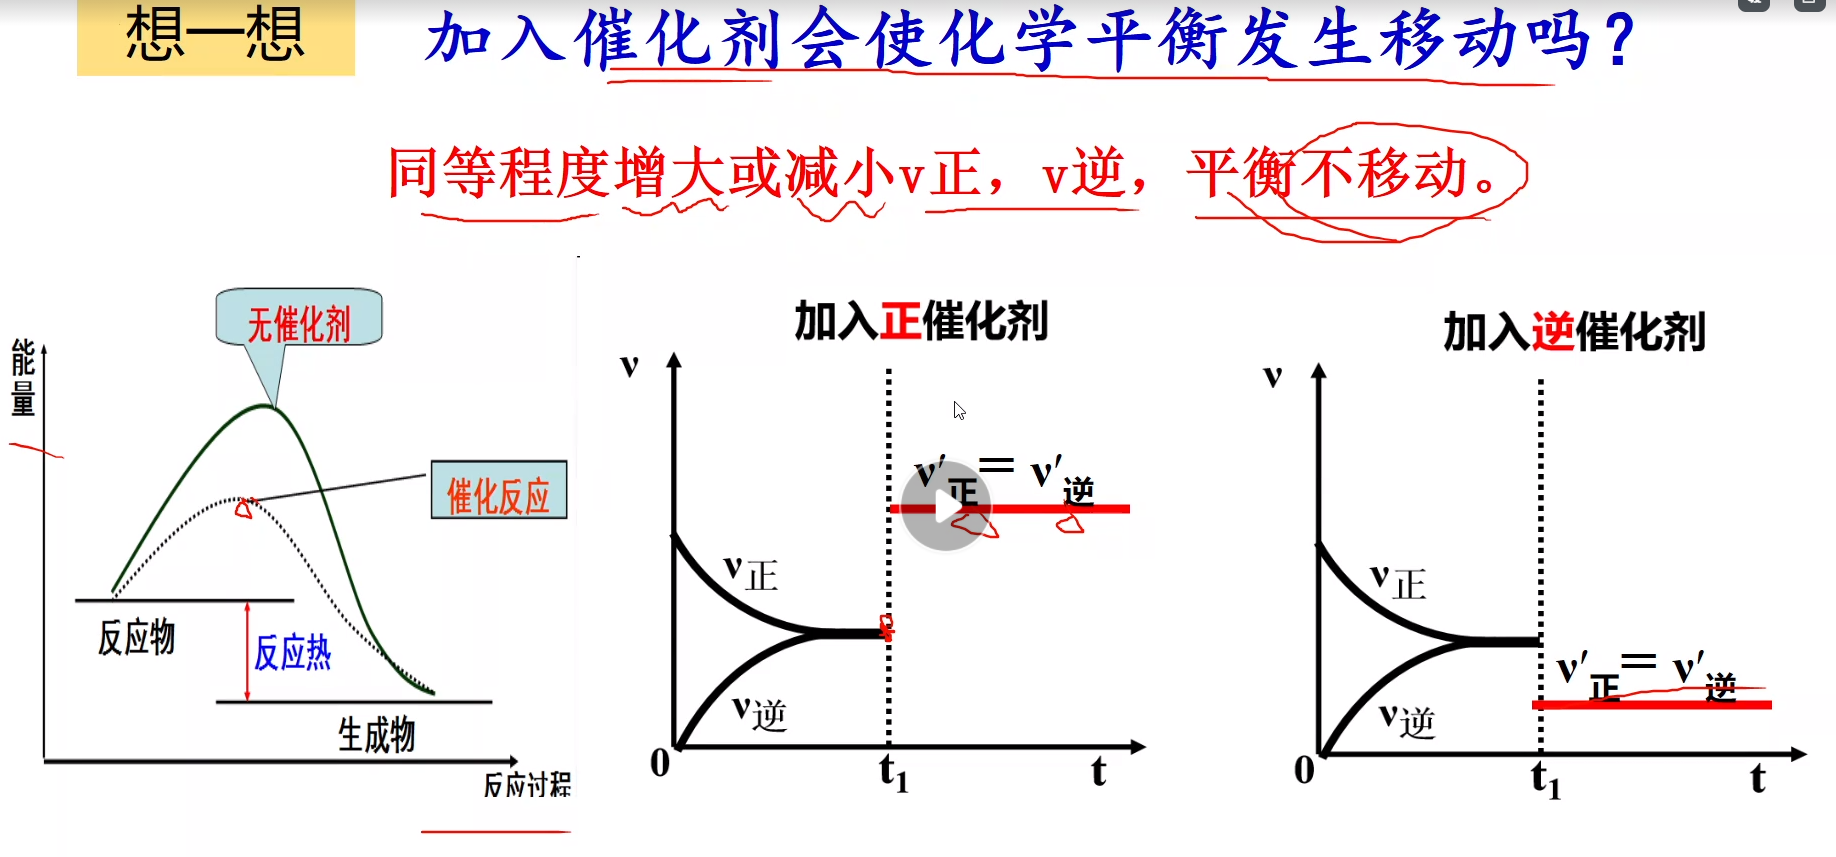 想一想
加入催化剂会使化学平衡发生移动吗？
同等程度增大或减小v正，v逆，平衡不移动。
无催化剂
能量
催化反应
反应物
反应热
生成物
反应过程
加入正催化剂
v
v′正＝v′逆
v正
v逆
0
t1
t
加入逆催化剂
v
v正
v′正＝v′逆
v逆
0
t1
t